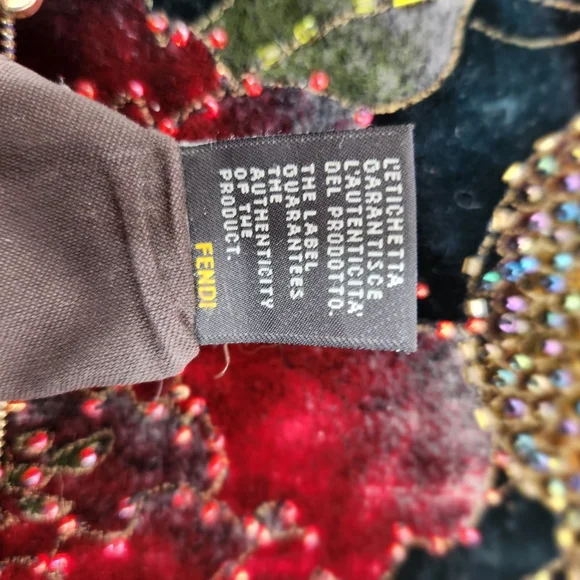 L'ETICHETTA
GARANTISCE
L'AUTENTICITA'
DEL PRODOTTO.
THE LABEL
GUARANTEES
THE
AUTHENTICITY
OF THE
PRODUCT.
FENDI